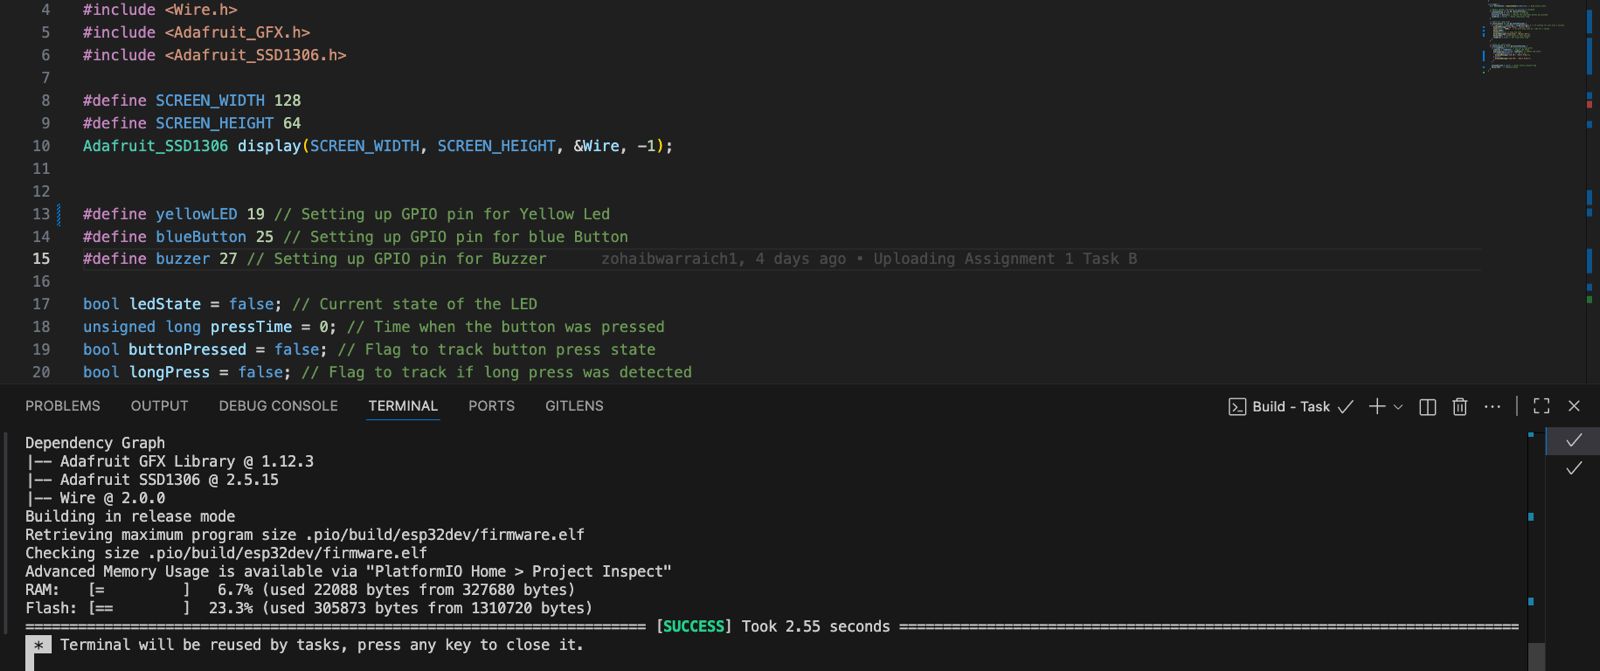 4 #include <Wire.h>
5 #include <Adafruit_GFX.h>
6 #include <Adafruit_SSD1306.h>
7
8 #define SCREEN_WIDTH 128
9 #define SCREEN_HEIGHT 64
10 Adafruit_SSD1306 display(SCREEN_WIDTH, SCREEN_HEIGHT, &Wire, -1);
11
12
13 #define yellowLED 19 // Setting up GPIO pin for Yellow Led
14 #define blueButton 25 // Setting up GPIO pin for blue Button
15 #define buzzer 27 // Setting up GPIO pin for Buzzer zohaibwarraich1, 4 days ago • Uploading Assignment 1 Task B
16
17 bool ledState = false; // Current state of the LED
18 unsigned long pressTime = 0; // Time when the button was pressed
19 bool buttonPressed = false; // Flag to track button press state
20 bool longPress = false; // Flag to track if long press was detected
PROBLEMS OUTPUT DEBUG CONSOLE TERMINAL PORTS GITLENS Build - Task
Dependency Graph
|-- Adafruit GFX Library @ 1.12.3
|-- Adafruit SSD1306 @ 2.5.15
|-- Wire @ 2.0.0
Building in release mode
Retrieving maximum program size .pio/build/esp32dev/firmware.elf
Checking size .pio/build/esp32dev/firmware.elf
Advanced Memory Usage is available via "PlatformIO Home > Project Inspect"
RAM: [= ] 6.7% (used 22088 bytes from 327680 bytes)
Flash: [== ] 23.3% (used 305873 bytes from 1310720 bytes)
======================================================================= [SUCCESS] Took 2.55 seconds =======================================================================
* Terminal will be reused by tasks, press any key to close it.